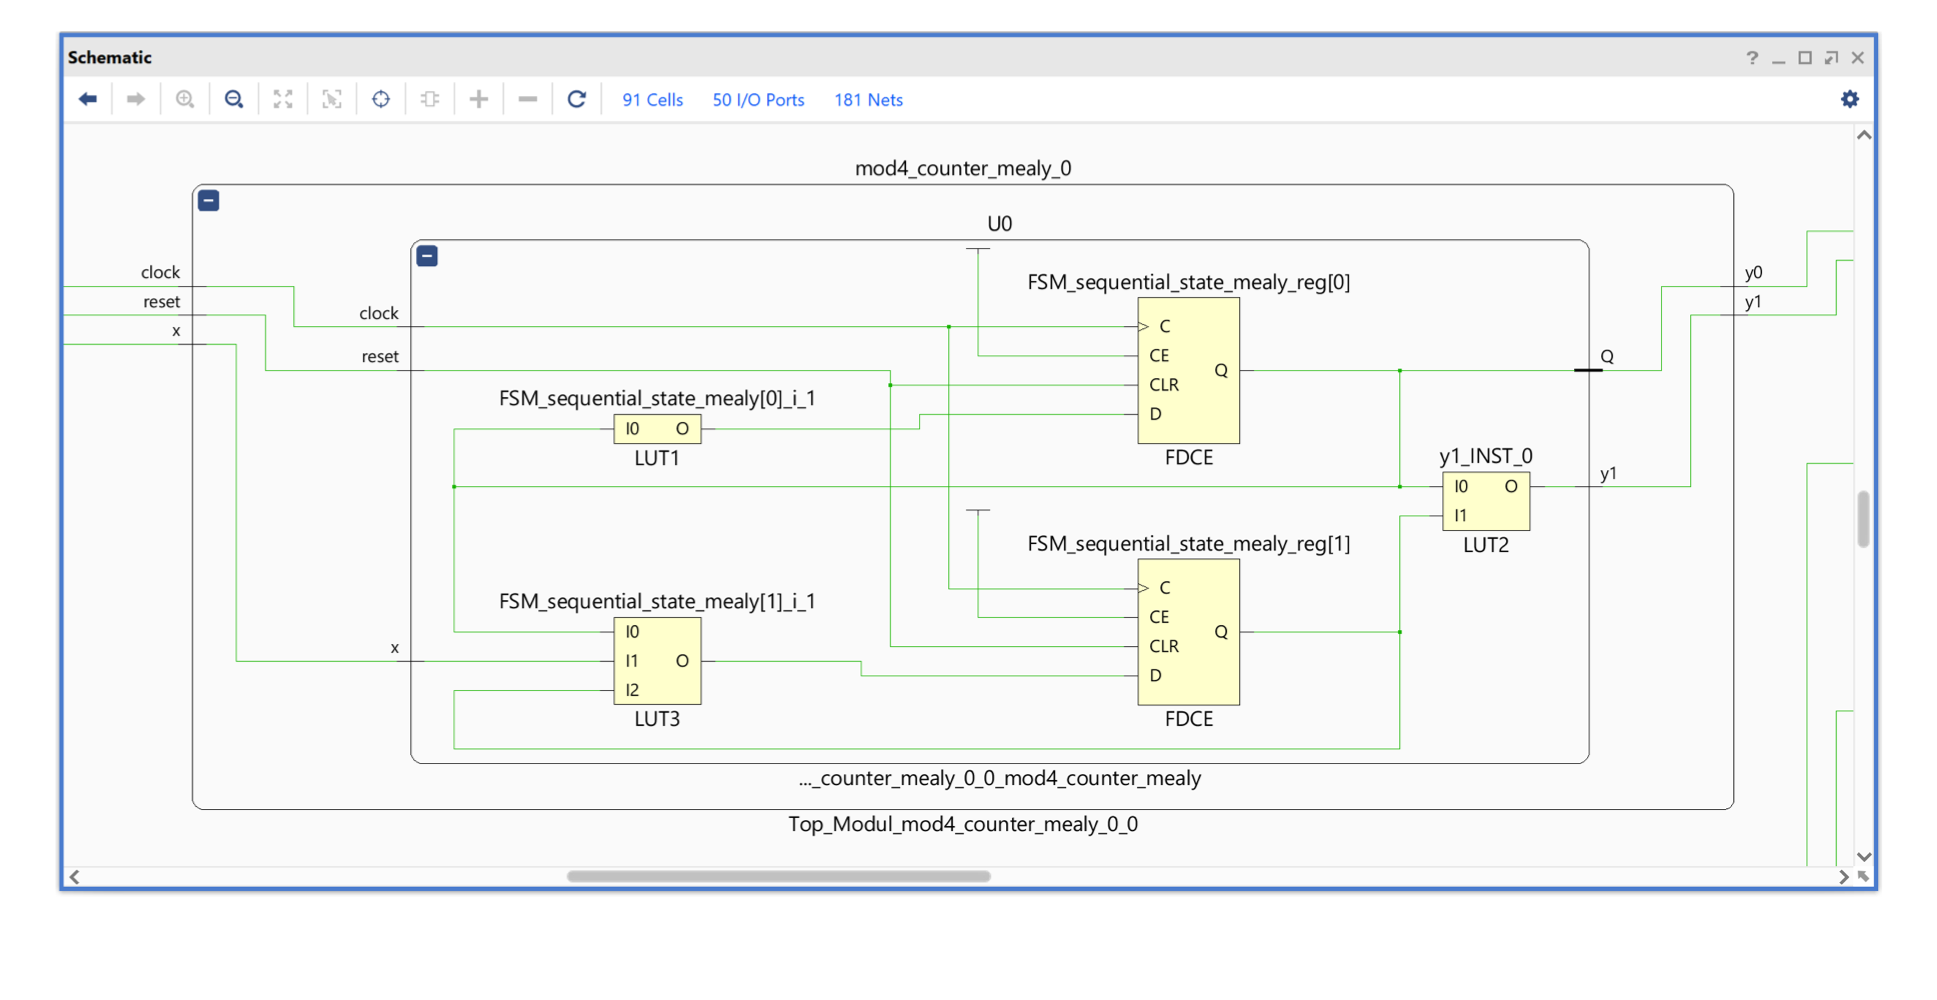 Schematic
91 Cells 50 I/O Ports 181 Nets
mod4_counter_mealy_0
U0
clock
reset
x
clock
reset
FSM_sequential_state_mealy_reg[0]
C
CE
CLR
D
Q
FDCE
FSM_sequential_state_mealy[0]_i_1
I0 O
LUT1
y0
y1
Q
y1_INST_0
I0 O
I1
LUT2
y1
FSM_sequential_state_mealy_reg[1]
C
CE
CLR
D
Q
FDCE
FSM_sequential_state_mealy[1]_i_1
x
I0
I1 O
I2
LUT3
..._counter_mealy_0_0_mod4_counter_mealy
Top_Modul_mod4_counter_mealy_0_0